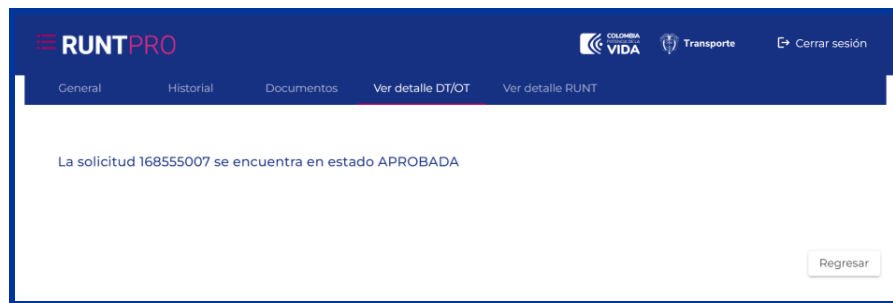 RUNTPRO
COLOMBIA
POTENCIA DE LA
VIDA
Transporte
Cerrar sesión
General Historial Documentos Ver detalle DT/OT Ver detalle RUNT
La solicitud 168555007 se encuentra en estado APROBADA
Regresar